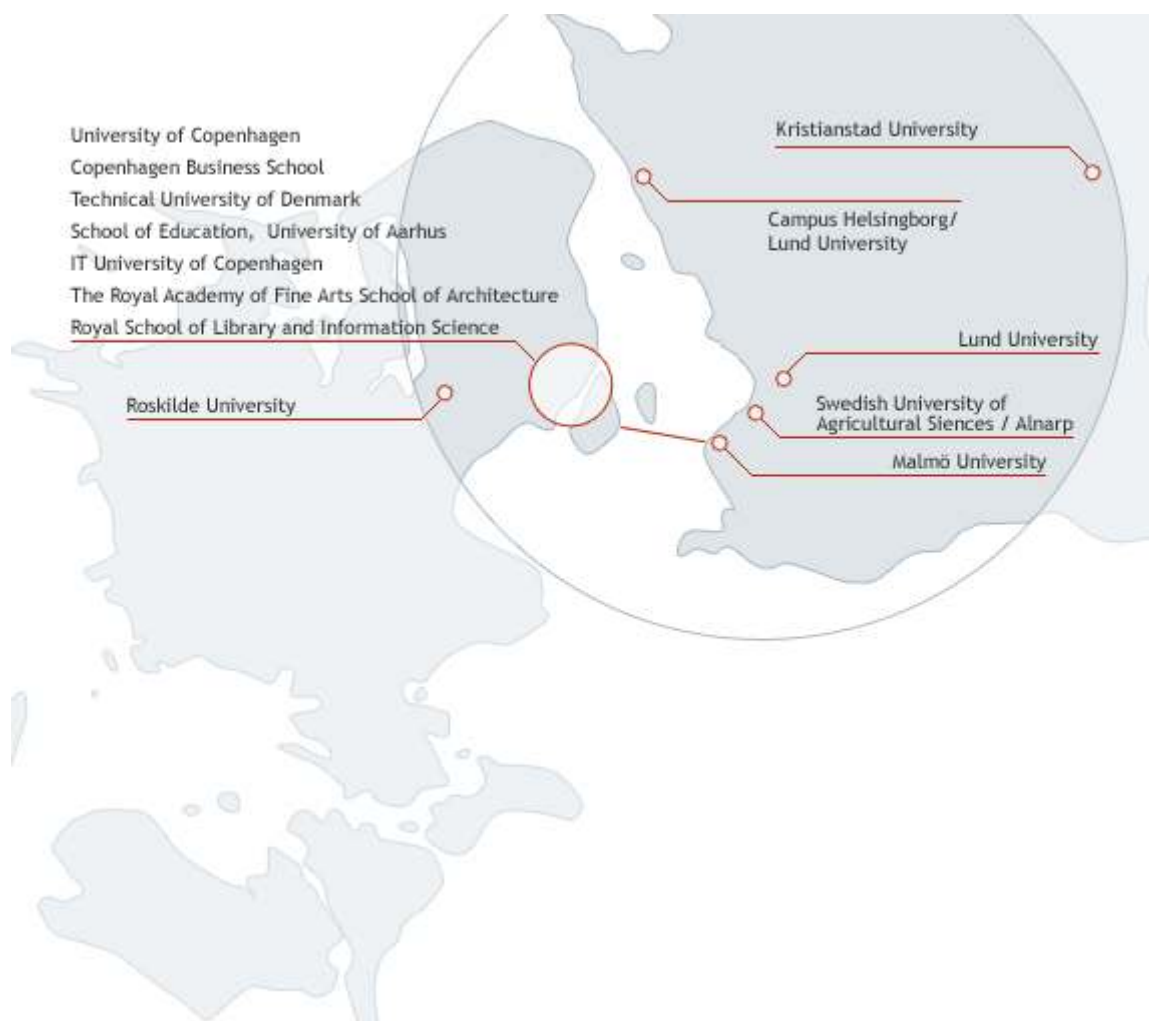 University of Copenhagen
Copenhagen Business School
Technical University of Denmark
School of Education, University of Aarhus
IT University of Copenhagen
The Royal Academy of Fine Arts School of Architecture
Royal School of Library and Information Science
Roskilde University
Kristianstad University
Campus Helsingborg/
Lund University
Lund University
Swedish University of
Agricultural Siences / Alnarp
Malmö University